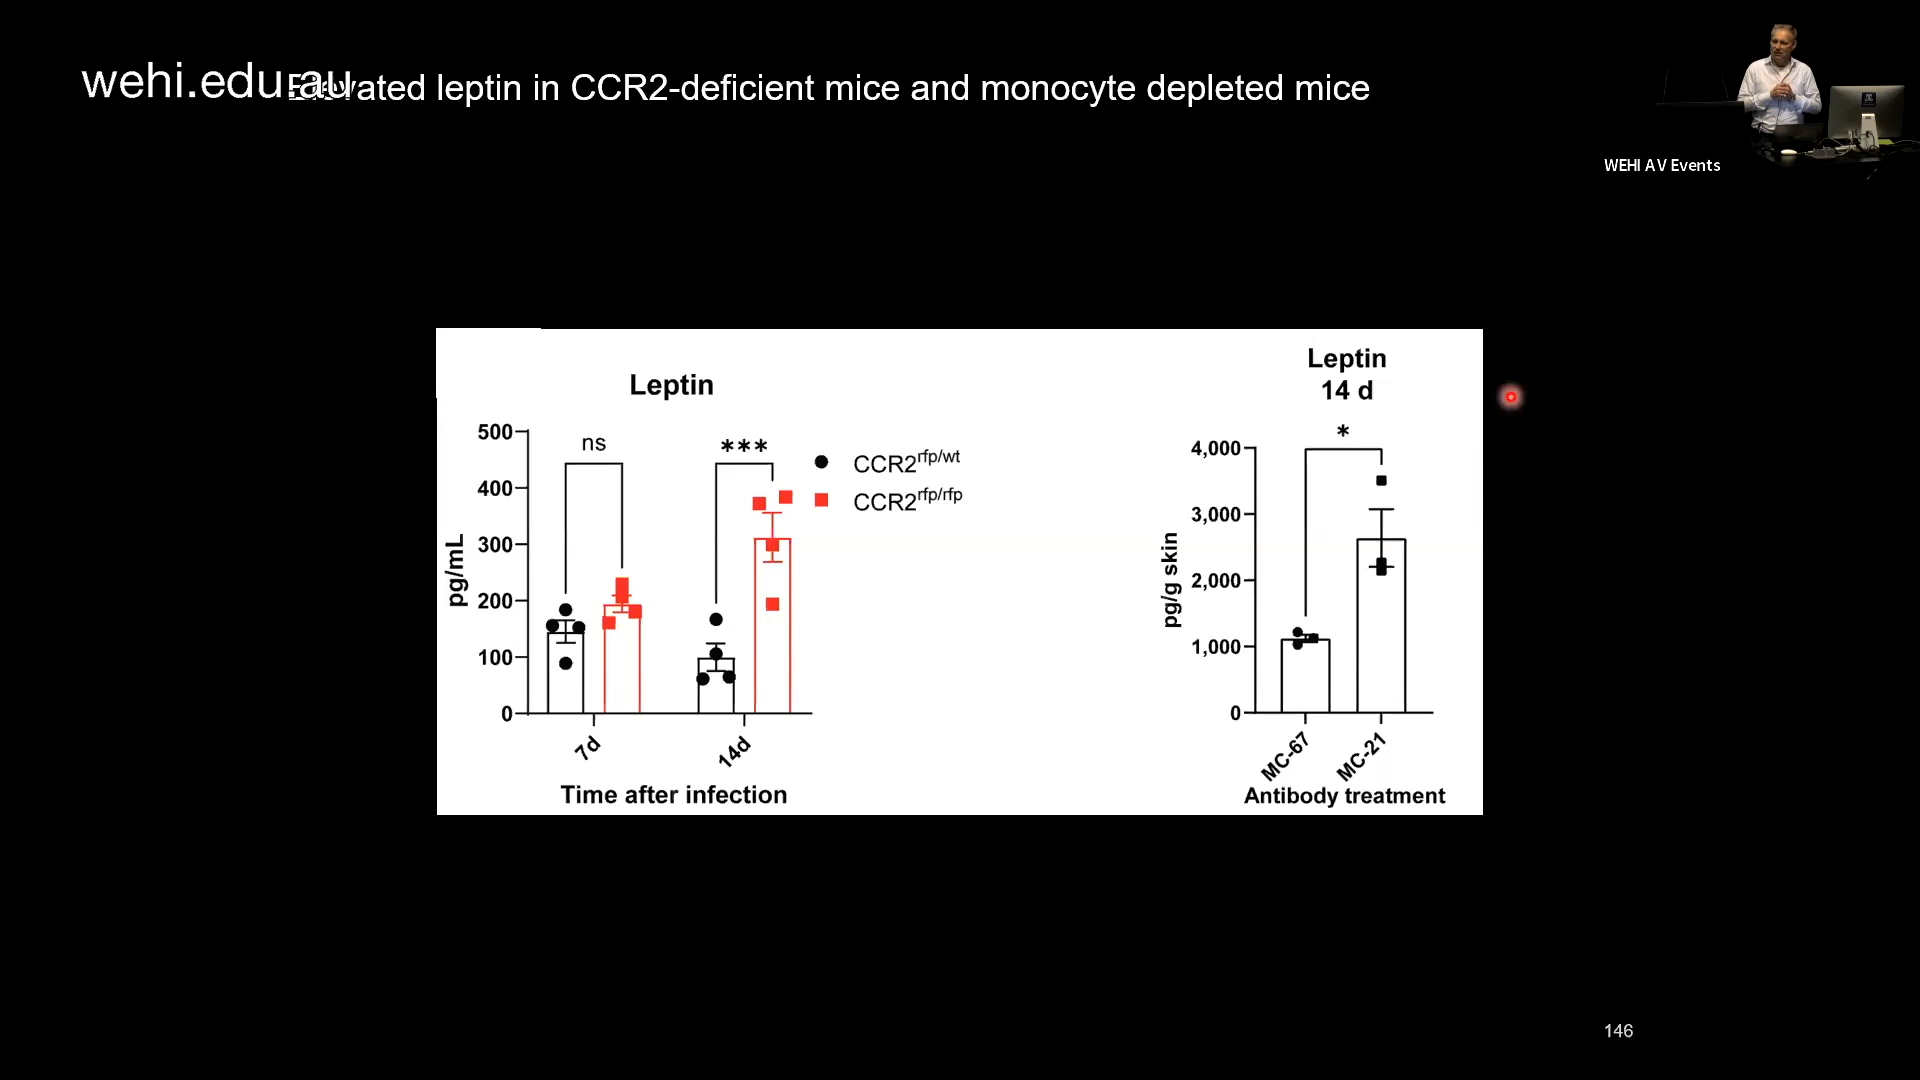 wehi.edu.au
Elevated leptin in CCR2-deficient mice and monocyte depleted mice
WEHI AV Events
Leptin
500
400
300
200
100
0
pg/mL
ns
***
CCR2rfp/wt
CCR2rfp/rfp
7d
14d
Time after infection
Leptin
14 d
*
4,000
3,000
2,000
1,000
0
pg/g skin
MC-67
MC-21
Antibody treatment
146